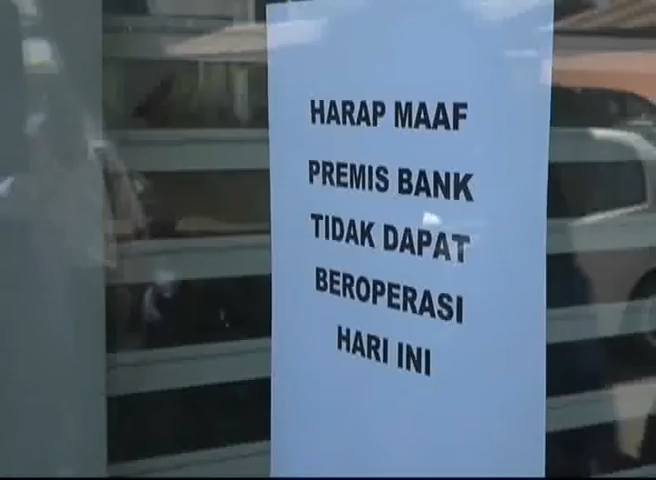 HARAP MAAF
PREMIS BANK
TIDAK DAPAT
BEROPERASI
HARI INI